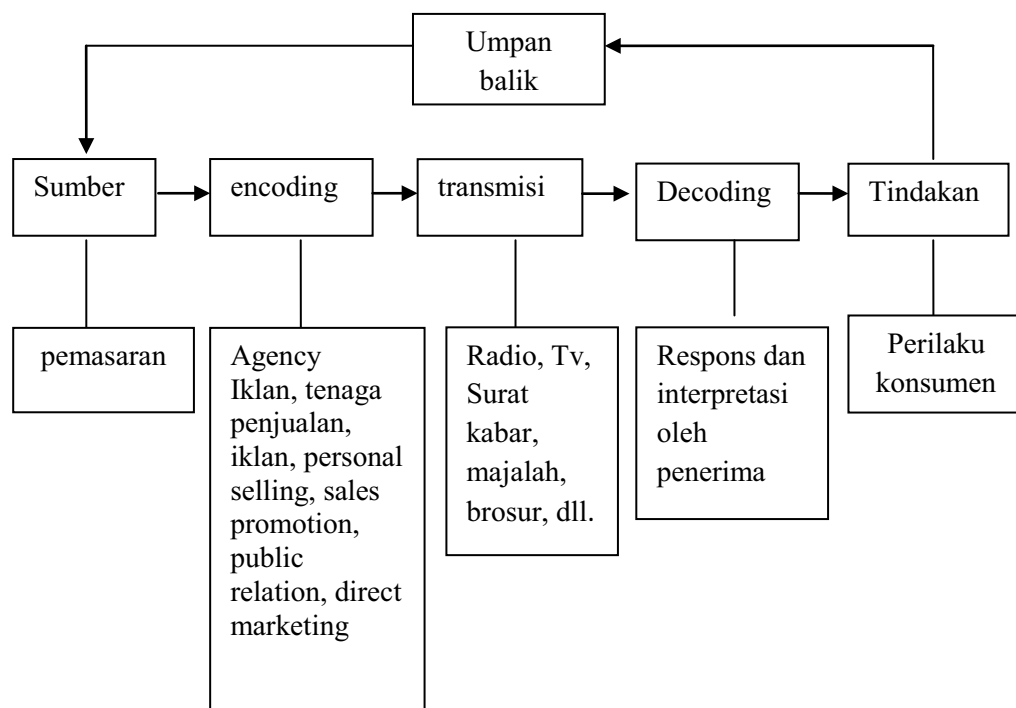 Umpan
balik
Sumber
encoding
transmisi
Decoding
Tindakan
pemasaran
Agency
Iklan, tenaga
penjualan,
iklan, personal
selling, sales
promotion,
public
relation, direct
marketing
Radio, Tv,
Surat
kabar,
majalah,
brosur, dll.
Respons dan
interpretasi
oleh
penerima
Perilaku
konsumen